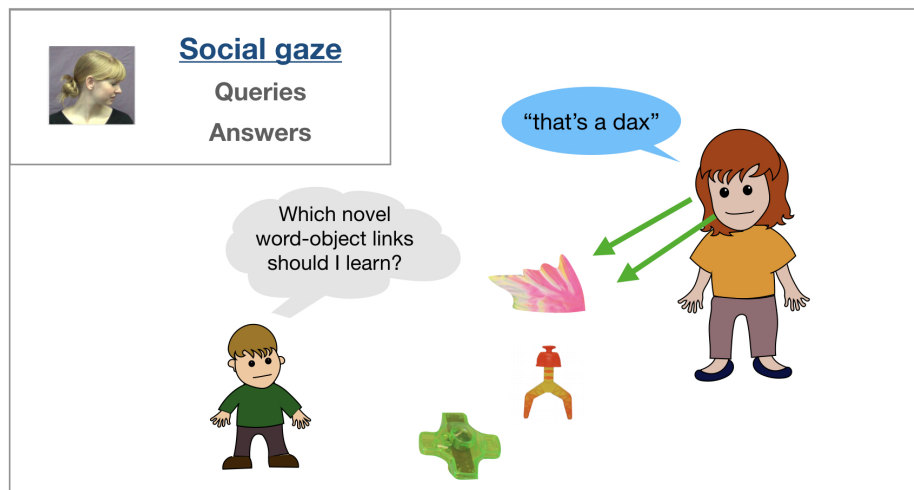 Social gaze
Queries
Answers
“that’s a dax”
Which novel
word-object links
should I learn?